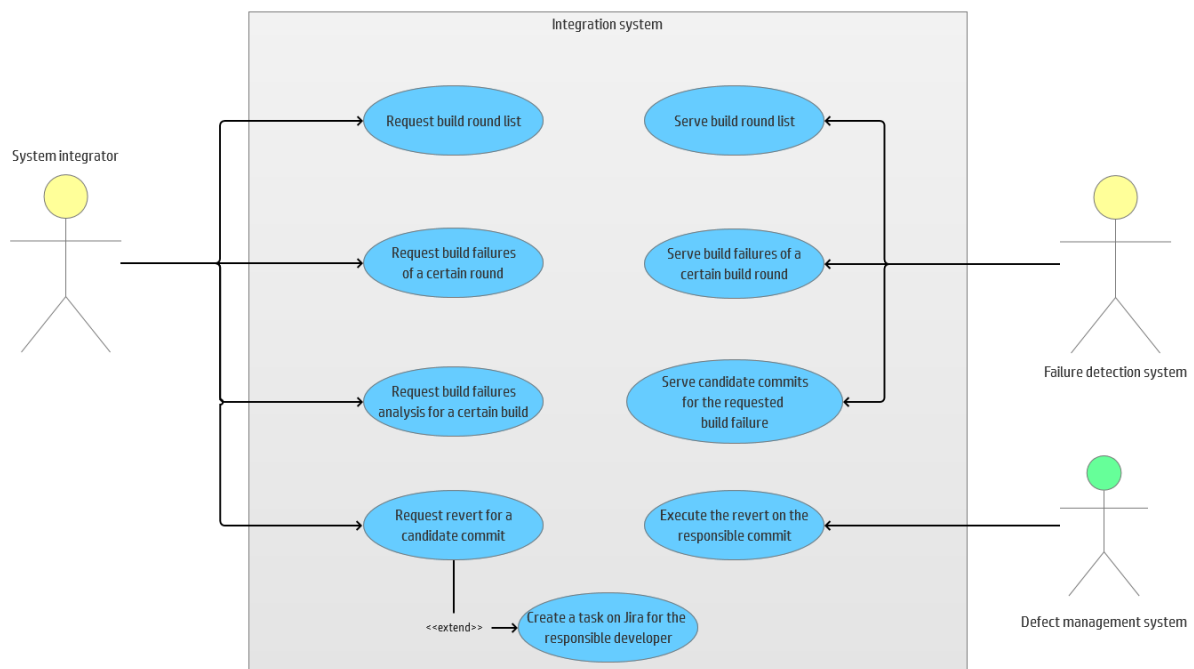 Integration system
Request build round list
Serve build round list
System integrator
Request build failures
of a certain round
Serve build failures of a
certain build round
Failure detection system
Request build failures
analysis for a certain build
Serve candidate commits
for the requested
build failure
Request revert for a
candidate commit
Execute the revert on the
responsible commit
<<extend>>
Create a task on Jira for the
responsible developer
Defect management system